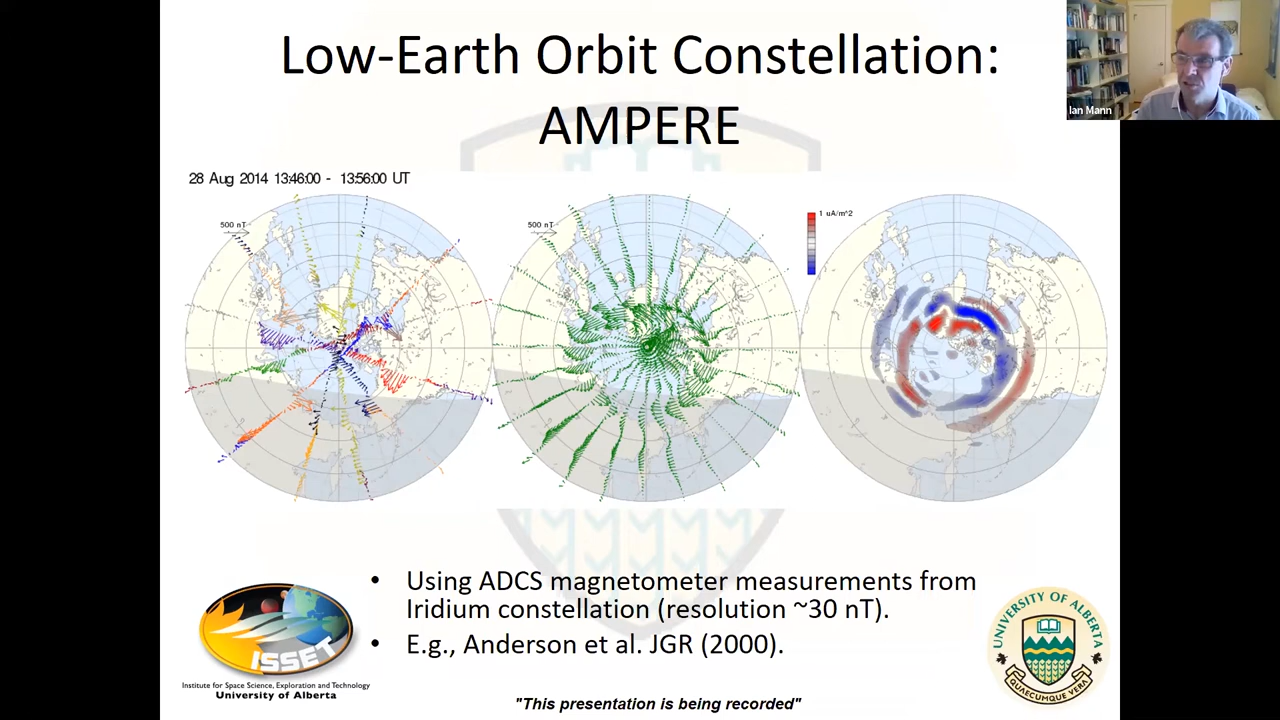 Low-Earth Orbit Constellation:
AMPERE
Ian Mann
28 Aug 2014 13:46:00 - 13:56:00 UT
500 nT
500 nT
1 uA/m^2
• Using ADCS magnetometer measurements from
Iridium constellation (resolution ~30 nT).
• E.g., Anderson et al. JGR (2000).
ISSET
Institute for Space Science, Exploration and Technology
University of Alberta
UNIVERSITY OF ALBERTA
QUAECUMQUE VERA
"This presentation is being recorded"